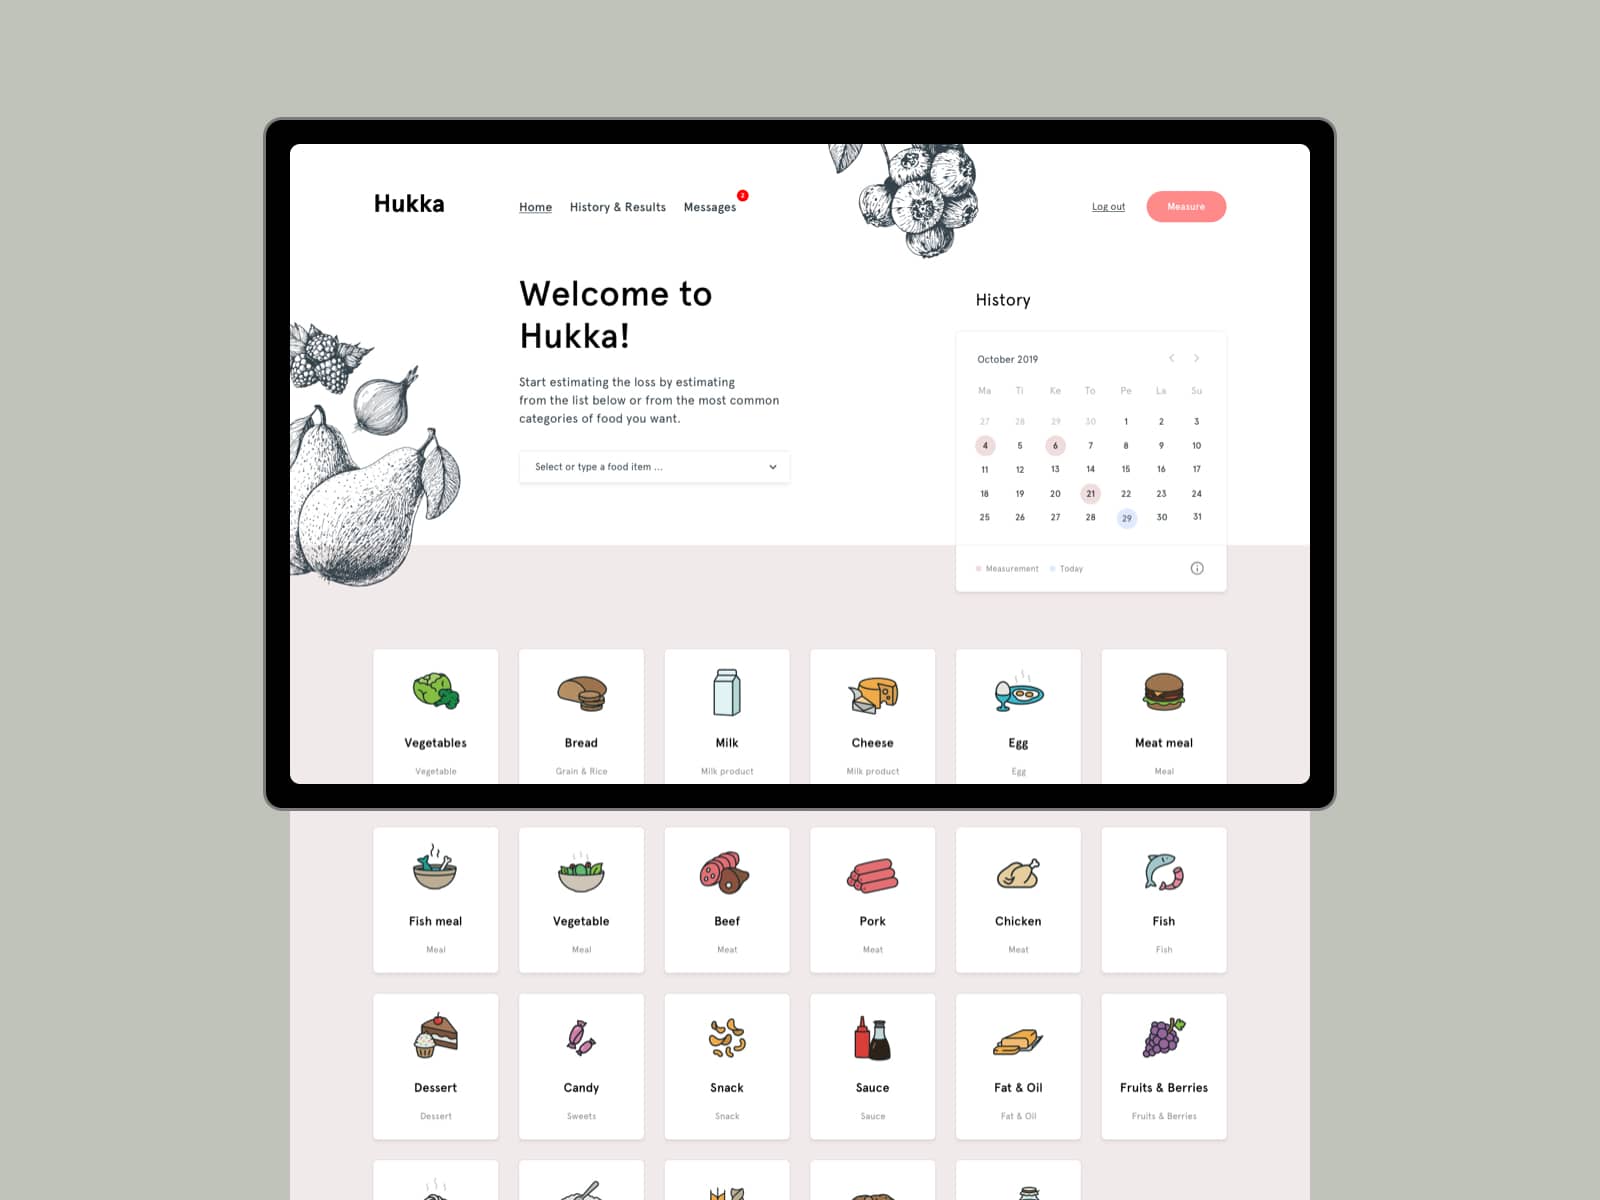 Hukka
Home
History & Results
Messages
2
Log out
Measure
Welcome to
Hukka!
Start estimating the loss by estimating
from the list below or from the most common
categories of food you want.
Select or type a food item ...
History
October 2019
Ma Ti Ke To Pe La Su
27 28 29 30 1 2 3
4 5 6 7 8 9 10
11 12 13 14 15 16 17
18 19 20 21 22 23 24
25 26 27 28 29 30 31
Measurement
Today
Vegetables
Vegetable
Bread
Grain & Rice
Milk
Milk product
Cheese
Milk product
Egg
Egg
Meat meal
Meal
Fish meal
Meal
Vegetable
Meal
Beef
Meat
Pork
Meat
Chicken
Meat
Fish
Fish
Dessert
Dessert
Candy
Sweets
Snack
Snack
Sauce
Sauce
Fat & Oil
Fat & Oil
Fruits & Berries
Fruits & Berries